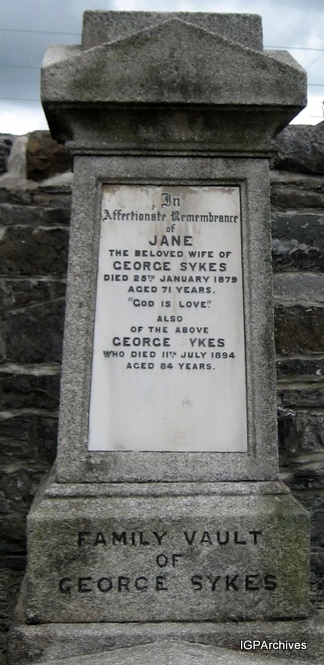 In
Affectionate Remembrance
of
JANE
THE BELOVED WIFE OF
GEORGE SYKES
DIED 25TH JANUARY 1879
AGED 71 YEARS.
"GOD IS LOVE."
ALSO
OF THE ABOVE
GEORGE SYKES
WHO DIED 11TH JULY 1894
AGED 84 YEARS.
FAMILY VAULT
OF
GEORGE SYKES
IGPArchives